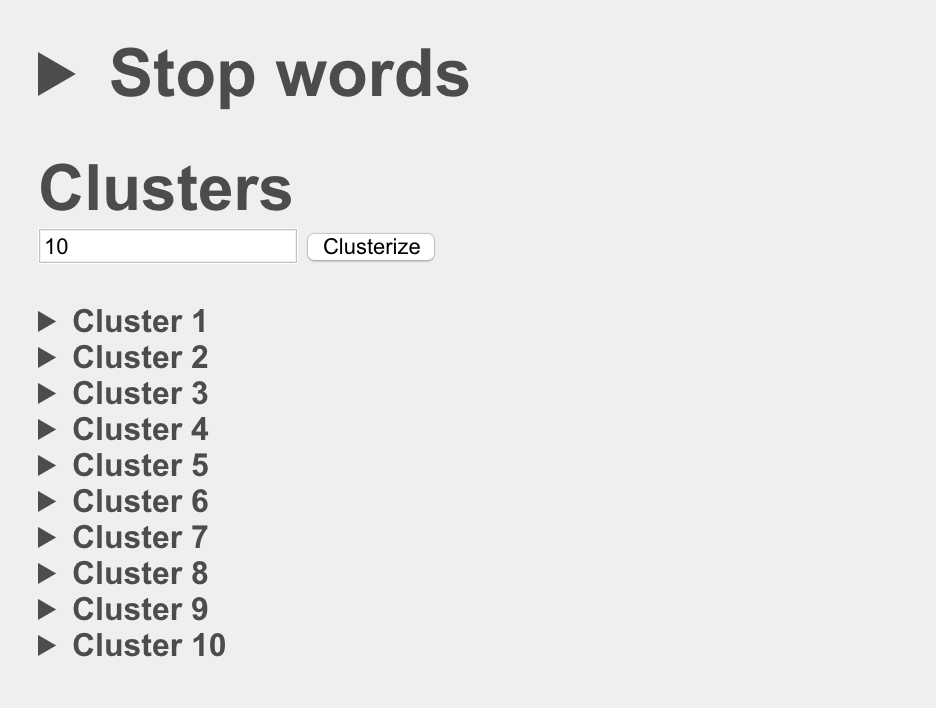 Stop words
Clusters
10 Clusterize
Cluster 1
Cluster 2
Cluster 3
Cluster 4
Cluster 5
Cluster 6
Cluster 7
Cluster 8
Cluster 9
Cluster 10